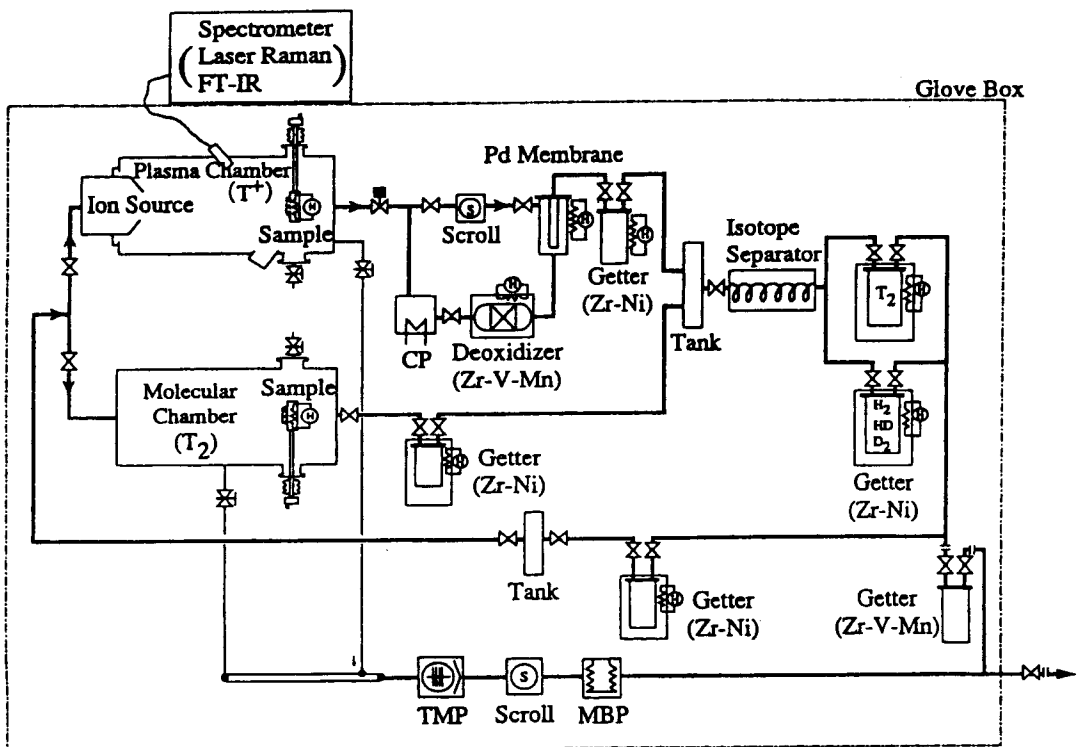 Spectrometer
Laser Raman
FT-IR
Glove Box
Plasma Chamber
(T+)
Ion Source
Sample
H
Pd Membrane
S
Scroll
H
H
Getter
(Zr-Ni)
Isotope
Separator
T2
H
Tank
CP
H
Deoxidizer
(Zr-V-Mn)
Molecular
Chamber
(T2)
Sample
H
H
Getter
(Zr-Ni)
H2
HD
D2
H
Getter
(Zr-Ni)
Tank
H
Getter
(Zr-Ni)
Getter
(Zr-V-Mn)
TMP
S
Scroll
MBP